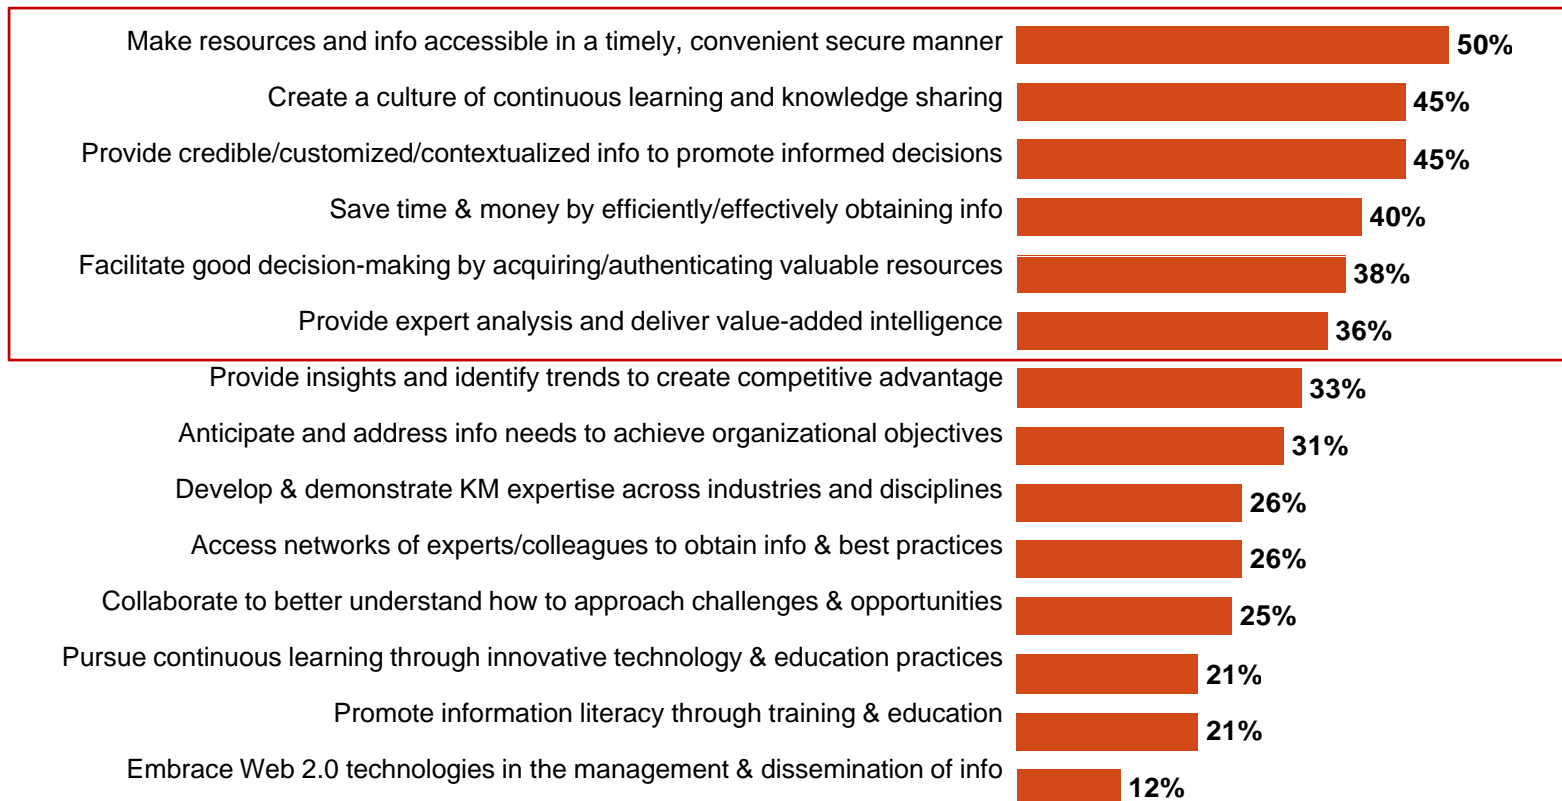 Make resources and info accessible in a timely, convenient secure manner 50%
Create a culture of continuous learning and knowledge sharing 45%
Provide credible/customized/contextualized info to promote informed decisions 45%
Save time & money by efficiently/effectively obtaining info 40%
Facilitate good decision-making by acquiring/authenticating valuable resources 38%
Provide expert analysis and deliver value-added intelligence 36%
Provide insights and identify trends to create competitive advantage 33%
Anticipate and address info needs to achieve organizational objectives 31%
Develop & demonstrate KM expertise across industries and disciplines 26%
Access networks of experts/colleagues to obtain info & best practices 26%
Collaborate to better understand how to approach challenges & opportunities 25%
Pursue continuous learning through innovative technology & education practices 21%
Promote information literacy through training & education 21%
Embrace Web 2.0 technologies in the management & dissemination of info 12%